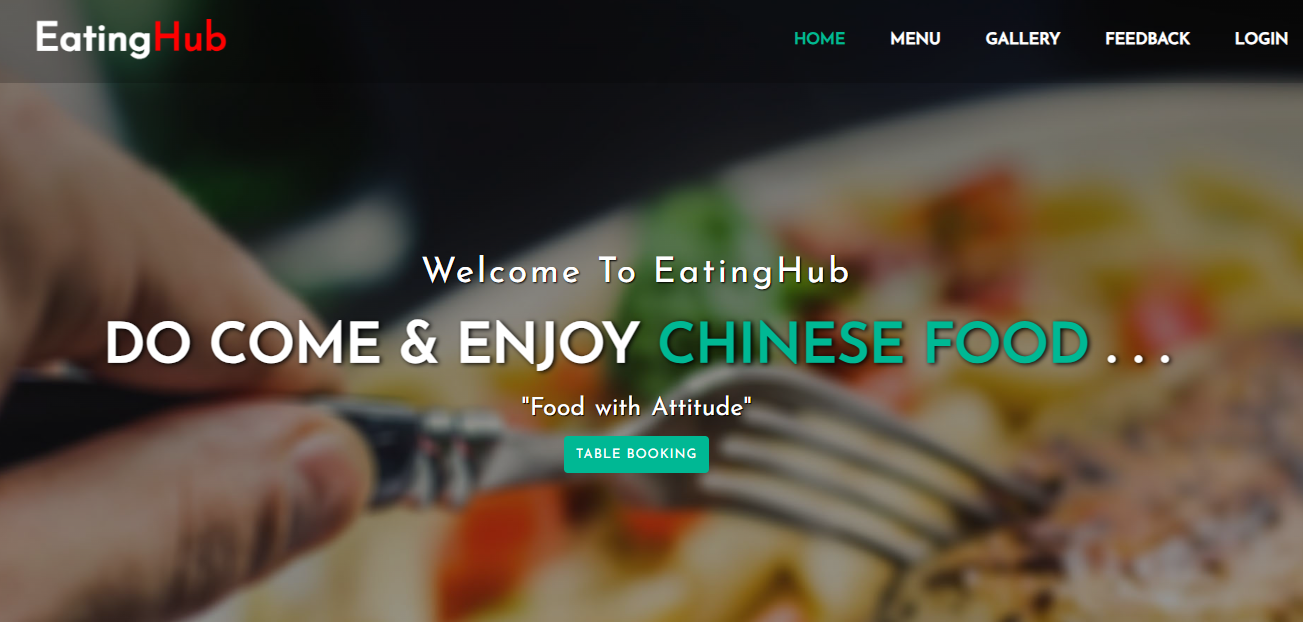 EatingHub
HOME MENU GALLERY FEEDBACK LOGIN
Welcome To EatingHub
DO COME & ENJOY CHINESE FOOD . . .
"Food with Attitude"
TABLE BOOKING